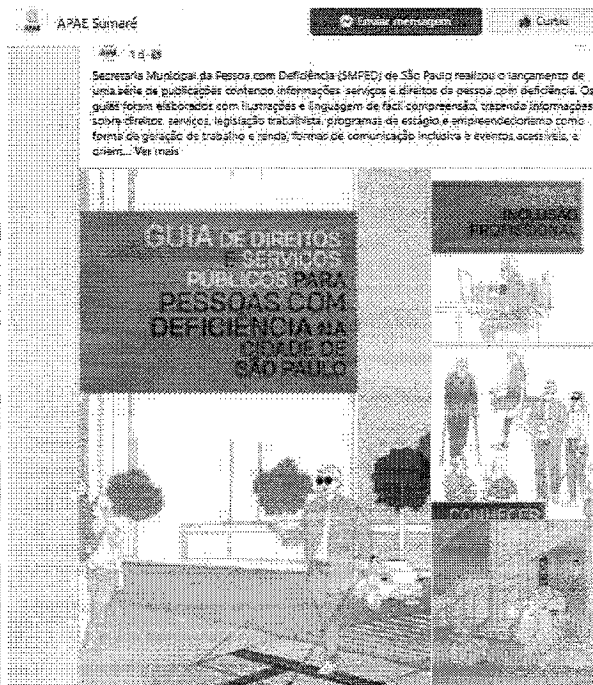 APAE Sumaré
Enviar mensagem
Curtiu
14 d
Secretaria Municipal da Pessoa com Deficiência (SMPED) de São Paulo realizou o lançamento de
uma série de publicações contendo informações, serviços e direitos da pessoa com deficiência. Os
guias foram elaborados com ilustrações e linguagem de fácil compreensão, trazendo informações
sobre direitos, serviços, legislação trabalhista, programas de estágio e empreendedorismo como
forma de geração de trabalho e renda, formas de comunicação inclusiva e eventos acessíveis, e
orient... Ver mais
GUIA DE DIREITOS
E SERVIÇOS
PÚBLICOS PARA
PESSOAS COM
DEFICIÊNCIA NA
CIDADE DE
SÃO PAULO
INCLUSÃO
PROFISSIONAL
CONHECER